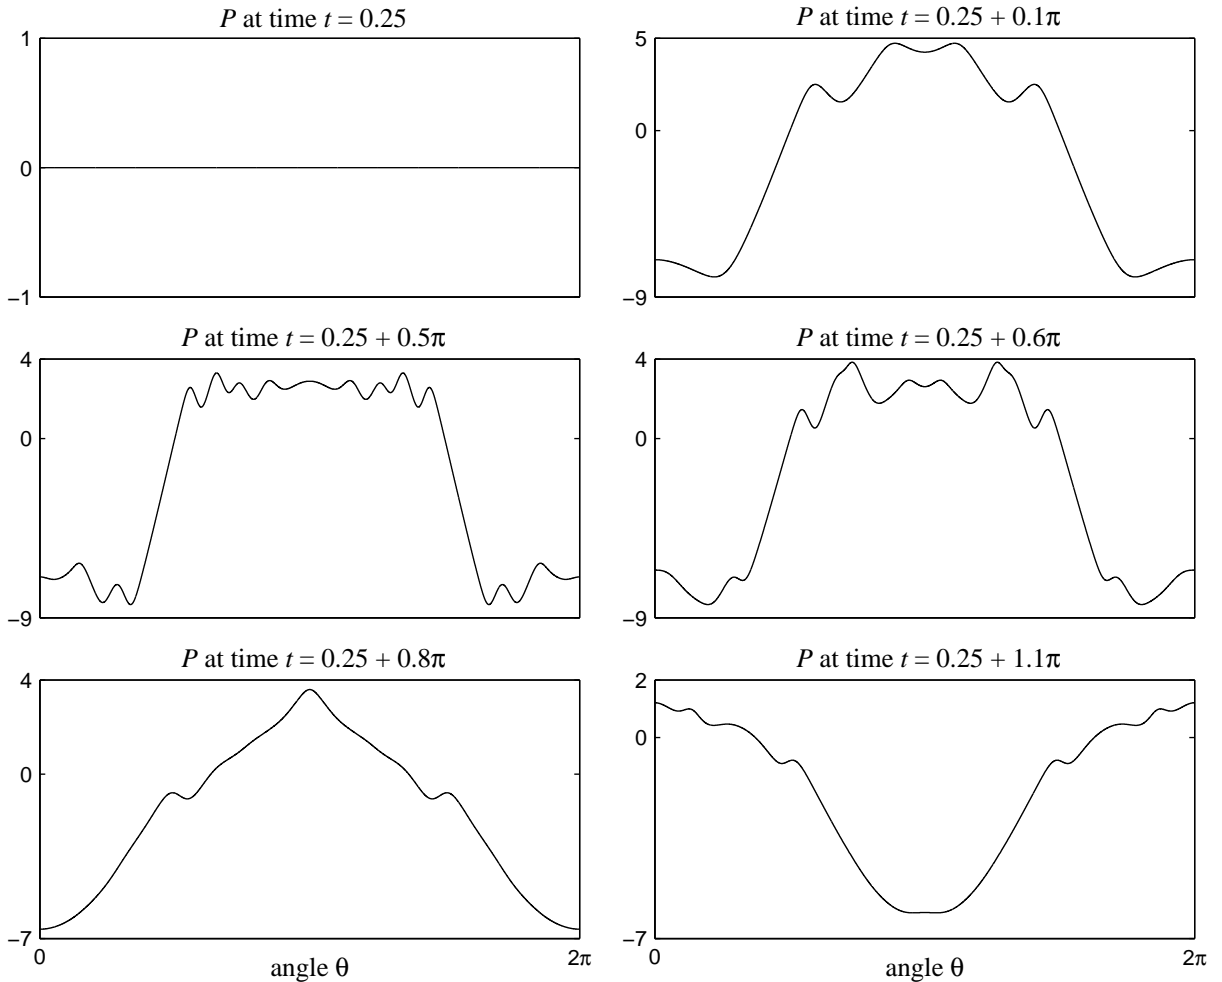 P at time t = 0.25
1
0
−1
P at time t = 0.25 + 0.1π
5
0
−9
P at time t = 0.25 + 0.5π
4
0
−9
P at time t = 0.25 + 0.6π
4
0
−9
P at time t = 0.25 + 0.8π
4
0
−7
0
2π
angle θ
P at time t = 0.25 + 1.1π
2
0
−7
0
2π
angle θ